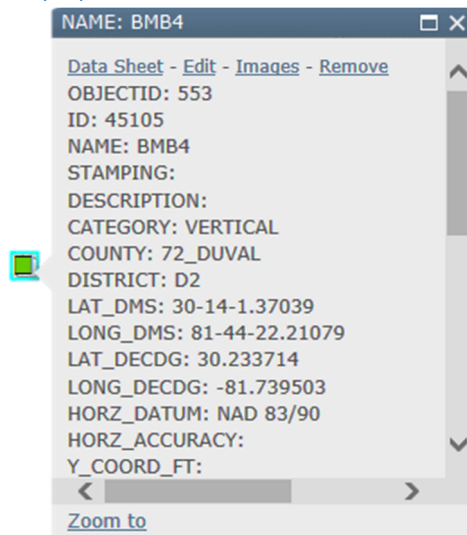 NAME: BMB4
Data Sheet - Edit - Images - Remove
OBJECTID: 553
ID: 45105
NAME: BMB4
STAMPING:
DESCRIPTION:
CATEGORY: VERTICAL
COUNTY: 72_DUVAL
DISTRICT: D2
LAT_DMS: 30-14-1.37039
LONG_DMS: 81-44-22.21079
LAT_DECDG: 30.233714
LONG_DECDG: -81.739503
HORZ_DATUM: NAD 83/90
HORZ_ACCURACY:
Y_COORD_FT:
Zoom to